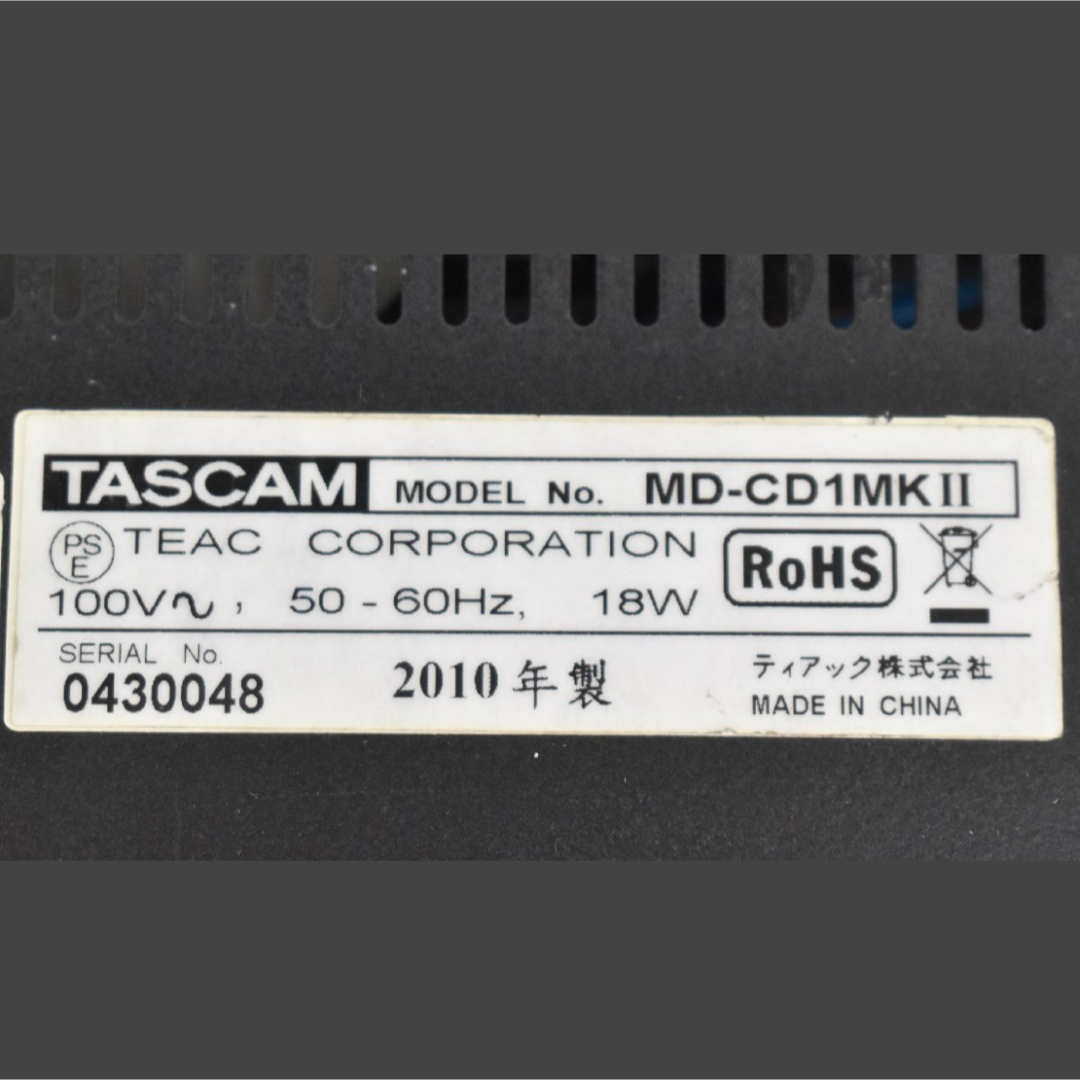 TASCAM MODEL No. MD-CD1MKII
PSE TEAC CORPORATION RoHS
100V〜, 50 - 60Hz, 18W
SERIAL No.
0430048
2010年製
ティアック株式会社
MADE IN CHINA